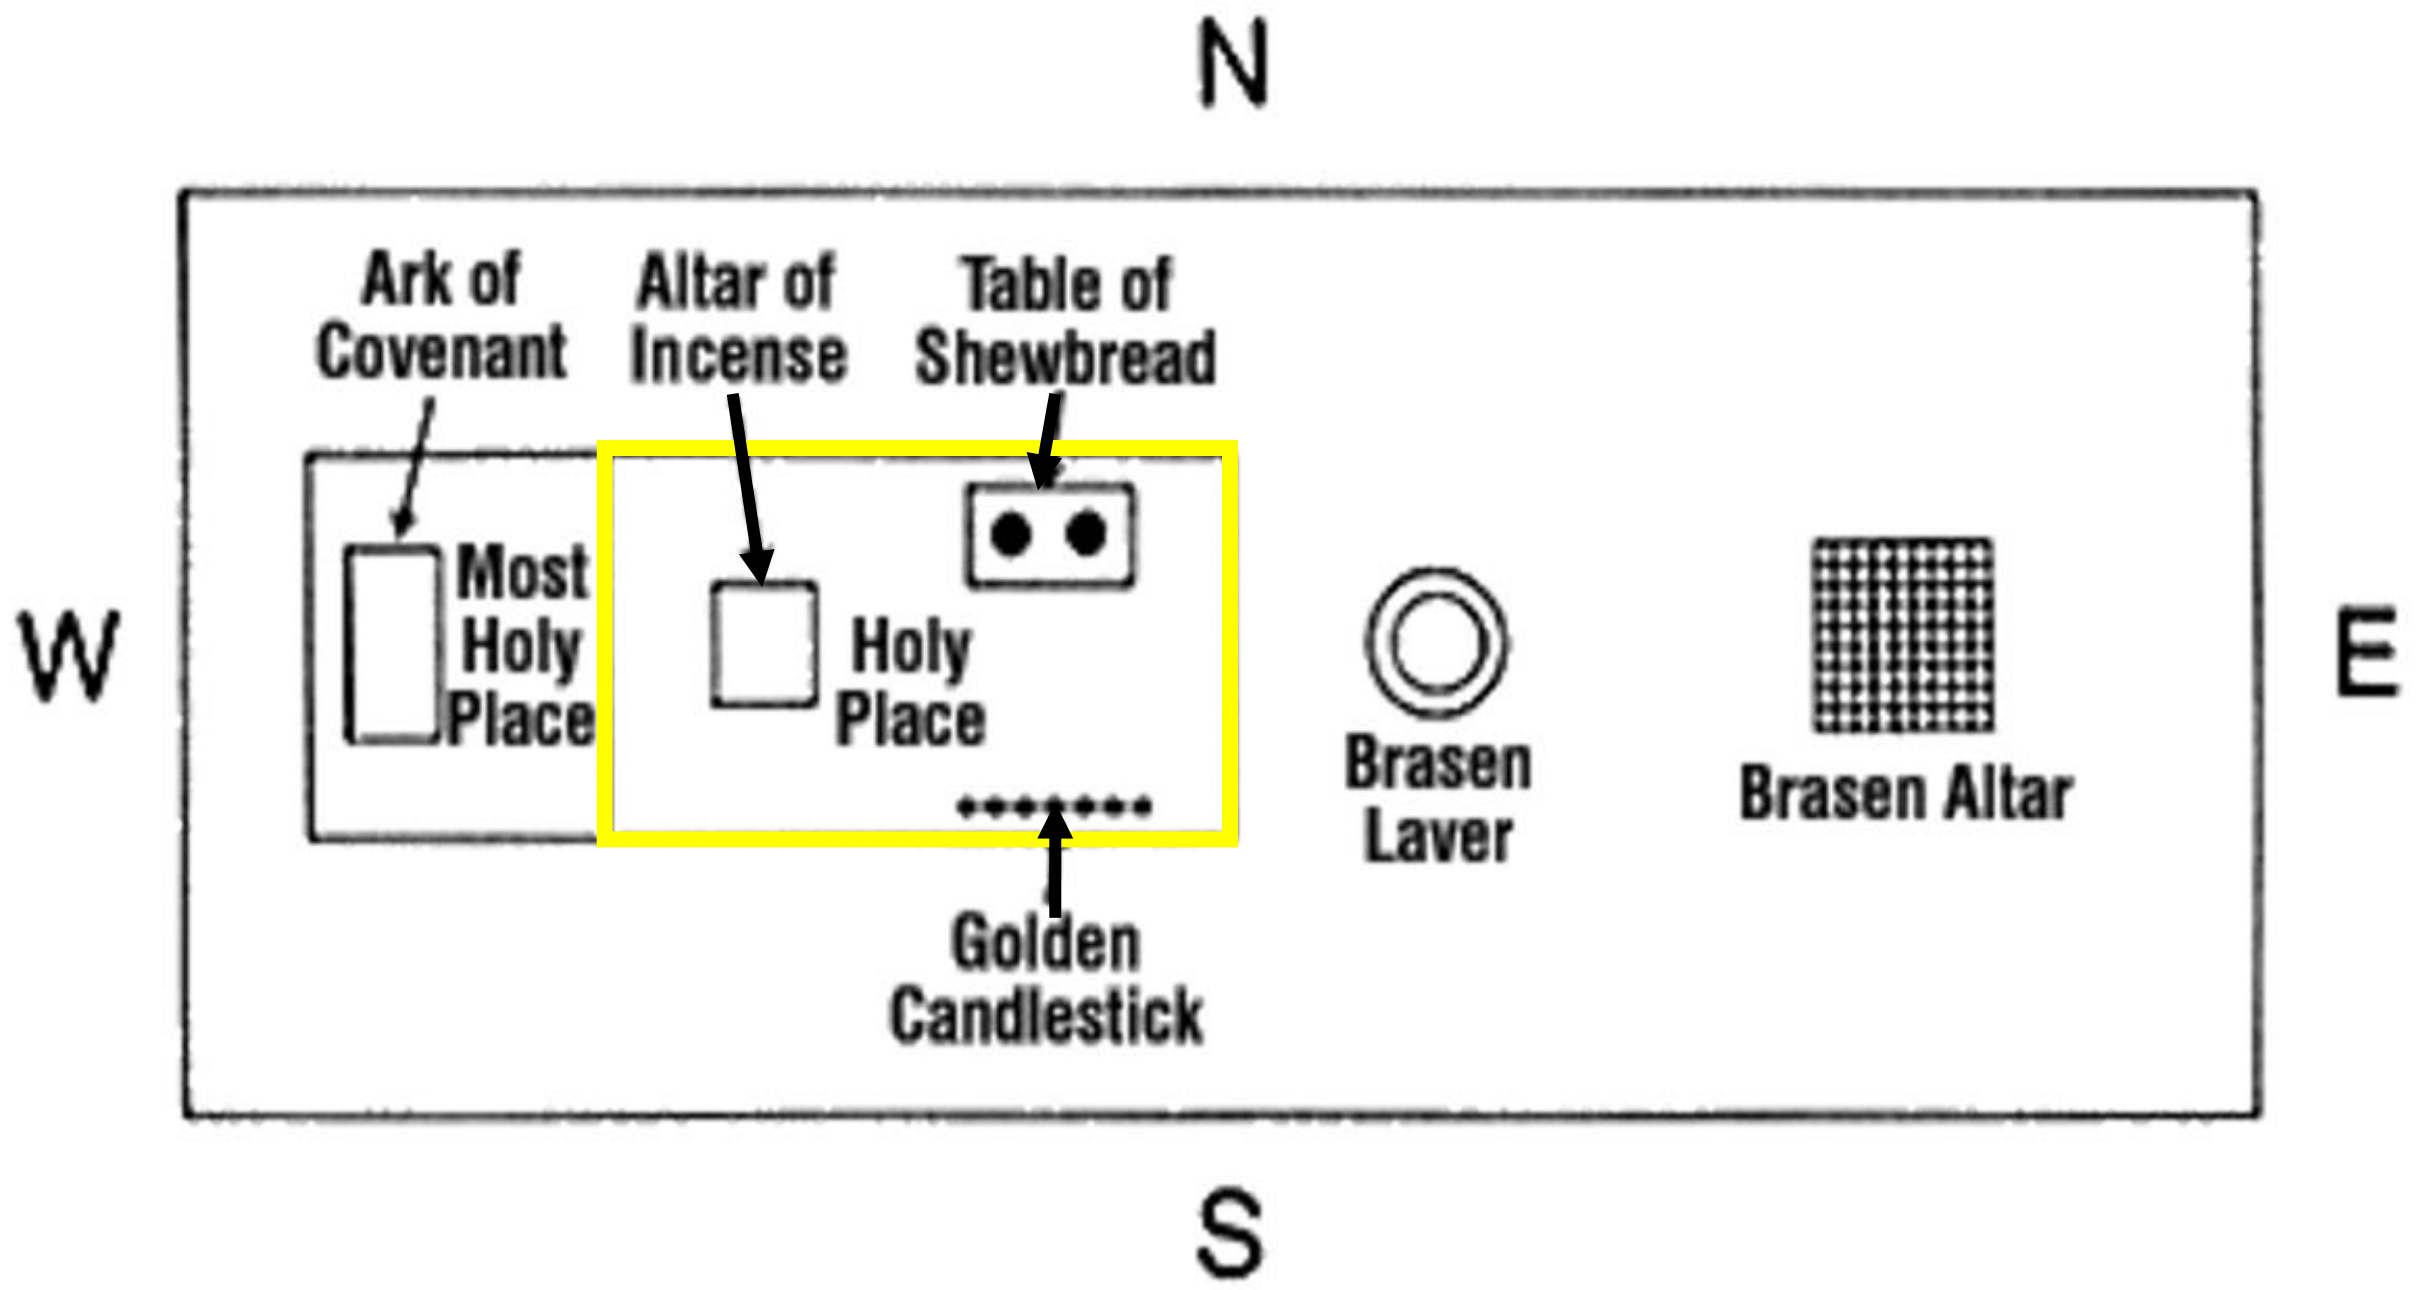 N
Ark of
Covenant
Altar of
Incense
Table of
Shewbread
W
Most
Holy
Place
Holy
Place
Brasen
Laver
Brasen Altar
E
Golden
Candlestick
S